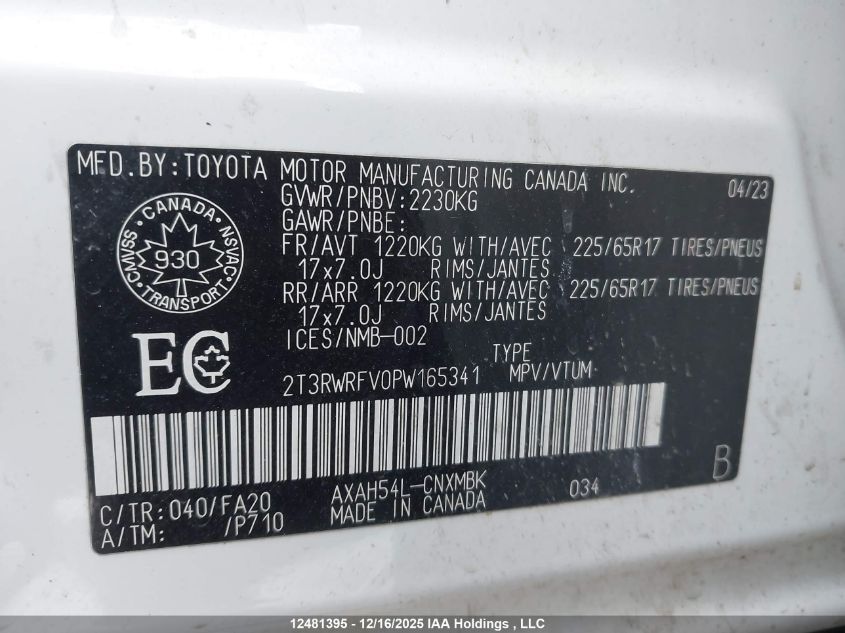 MFD.BY:TOYOTA MOTOR MANUFACTURING CANADA INC. 04/23
GVWR/PNBV:2230KG
GAWR/PNBE:
FR/AVT 1220KG WITH/AVEC 225/65R17 TIRES/PNEUS
17x7.0J RIMS/JANTES
RR/ARR 1220KG WITH/AVEC 225/65R17 TIRES/PNEUS
17x7.0J RIMS/JANTES
ICES/NMB-002
CANADA
CMVSS 930 NSVAC
TRANSPORT
EC
TYPE
2T3RWRFV0PW165341 MPV/VTUM
B
C/TR:040/FA20 AXAH54L-CNXMBK 034
A/TM: /P710 MADE IN CANADA
12481395 - 12/16/2025 IAA Holdings , LLC